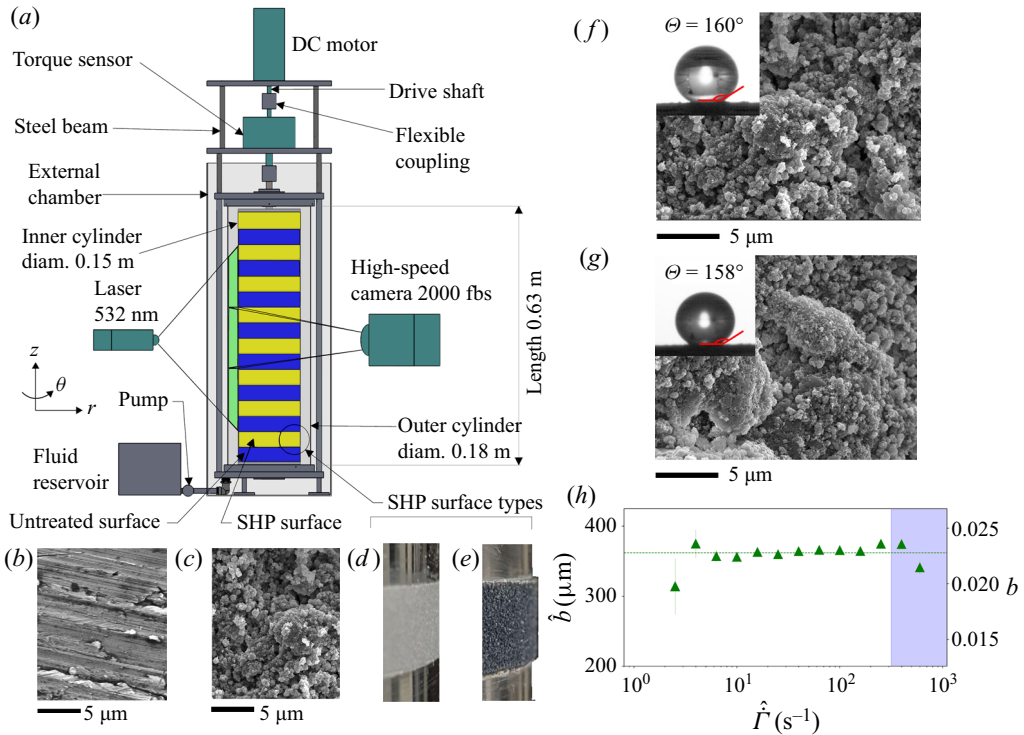 (a)
DC motor
Torque sensor
Drive shaft
Steel beam
Flexible
coupling
External
chamber
Inner cylinder
diam. 0.15 m
High-speed
camera 2000 fbs
Laser
532 nm
Length 0.63 m
z
θ
r
Pump
Outer cylinder
diam. 0.18 m
Fluid
reservoir
SHP surface types
Untreated surface
SHP surface
(b)
5 μm
(c)
5 μm
(d)
(e)
(f)
Θ = 160°
5 μm
(g)
Θ = 158°
5 μm
(h)
400
300
200
b̂ (μm)
0.025
0.020
0.015
b
10⁰ 10¹ 10² 10³
Γ̂̇ (s⁻¹)